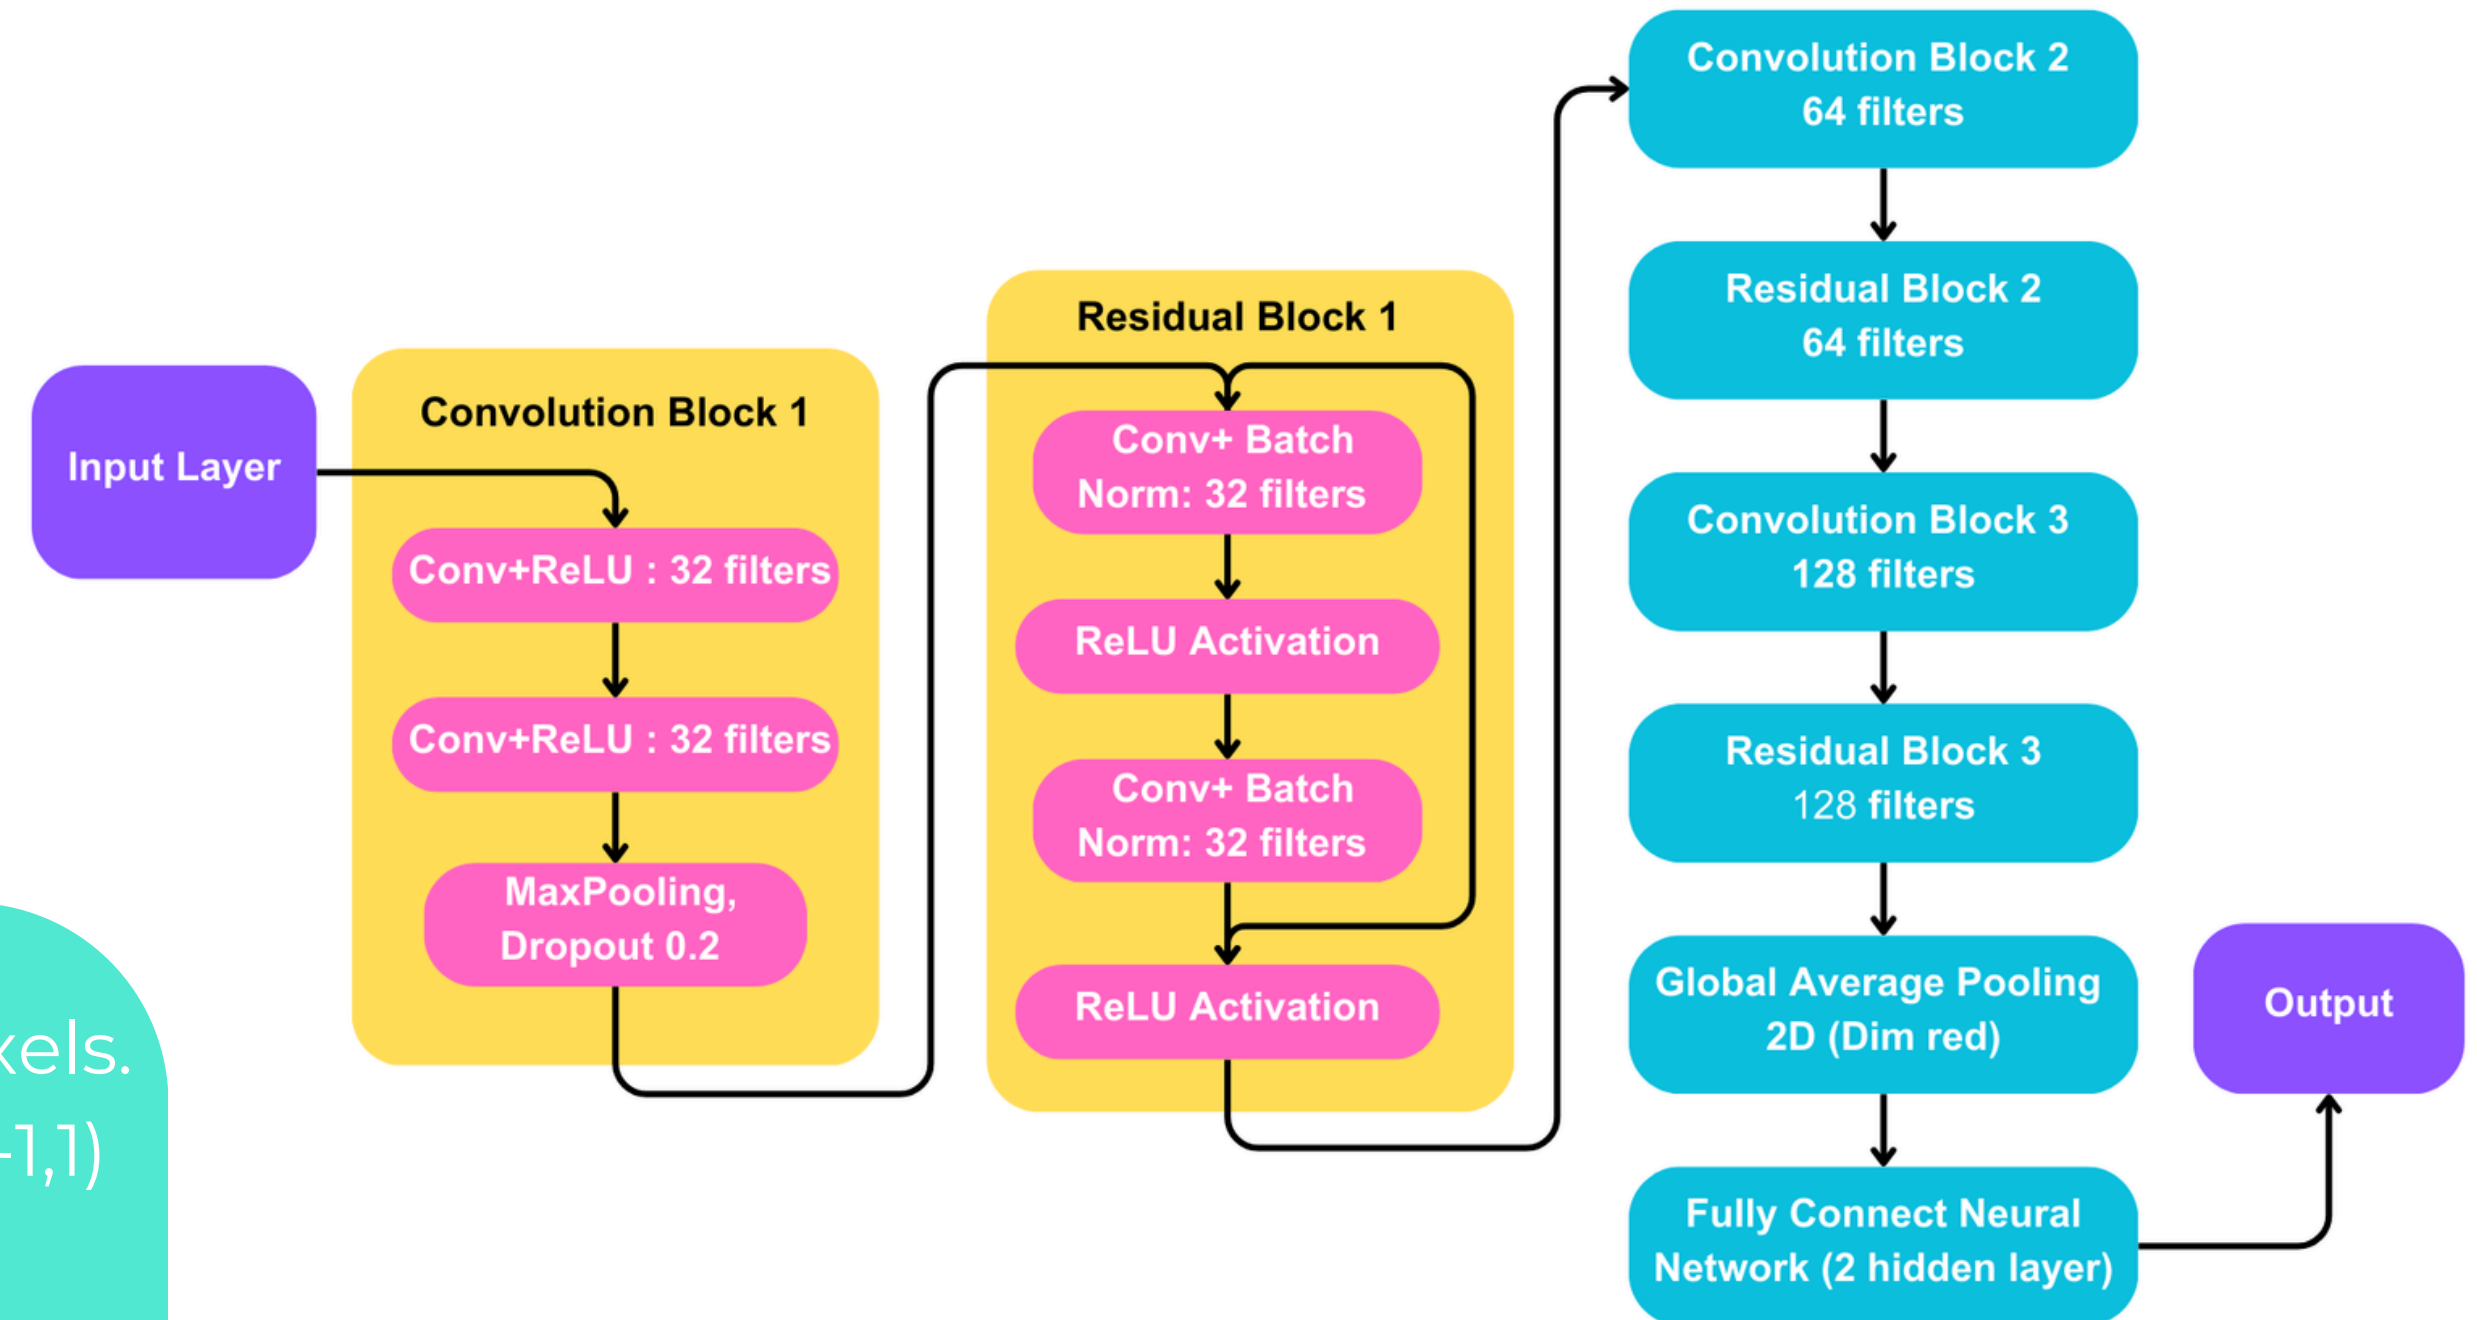 Input Layer
Convolution Block 1
Conv+ReLU : 32 filters
Conv+ReLU : 32 filters
MaxPooling,
Dropout 0.2
Residual Block 1
Conv+ Batch
Norm: 32 filters
ReLU Activation
Conv+ Batch
Norm: 32 filters
ReLU Activation
Convolution Block 2
64 filters
Residual Block 2
64 filters
Convolution Block 3
128 filters
Residual Block 3
128 filters
Global Average Pooling
2D (Dim red)
Fully Connect Neural
Network (2 hidden layer)
Output
-1,1)